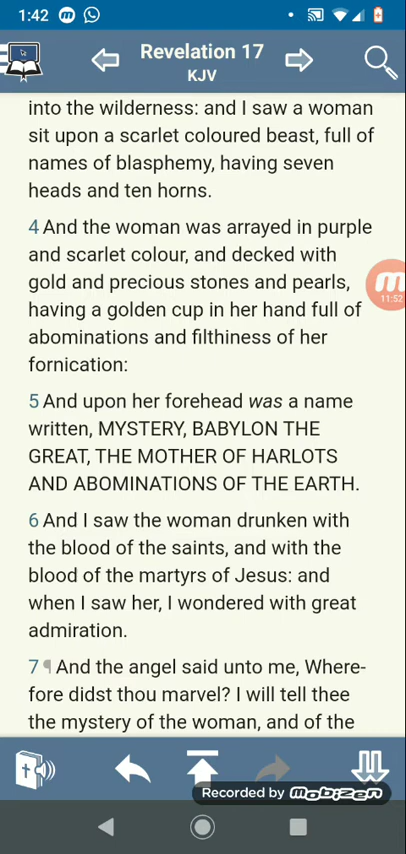 1:42
Revelation 17
KJV
into the wilderness: and I saw a woman
sit upon a scarlet coloured beast, full of
names of blasphemy, having seven
heads and ten horns.
4 And the woman was arrayed in purple
and scarlet colour, and decked with
gold and precious stones and pearls,
having a golden cup in her hand full of
abominations and filthiness of her
fornication:
11:52
5 And upon her forehead was a name
written, MYSTERY, BABYLON THE
GREAT, THE MOTHER OF HARLOTS
AND ABOMINATIONS OF THE EARTH.
6 And I saw the woman drunken with
the blood of the saints, and with the
blood of the martyrs of Jesus: and
when I saw her, I wondered with great
admiration.
7 ¶ And the angel said unto me, Where-
fore didst thou marvel? I will tell thee
the mystery of the woman, and of the
Recorded by mobizen